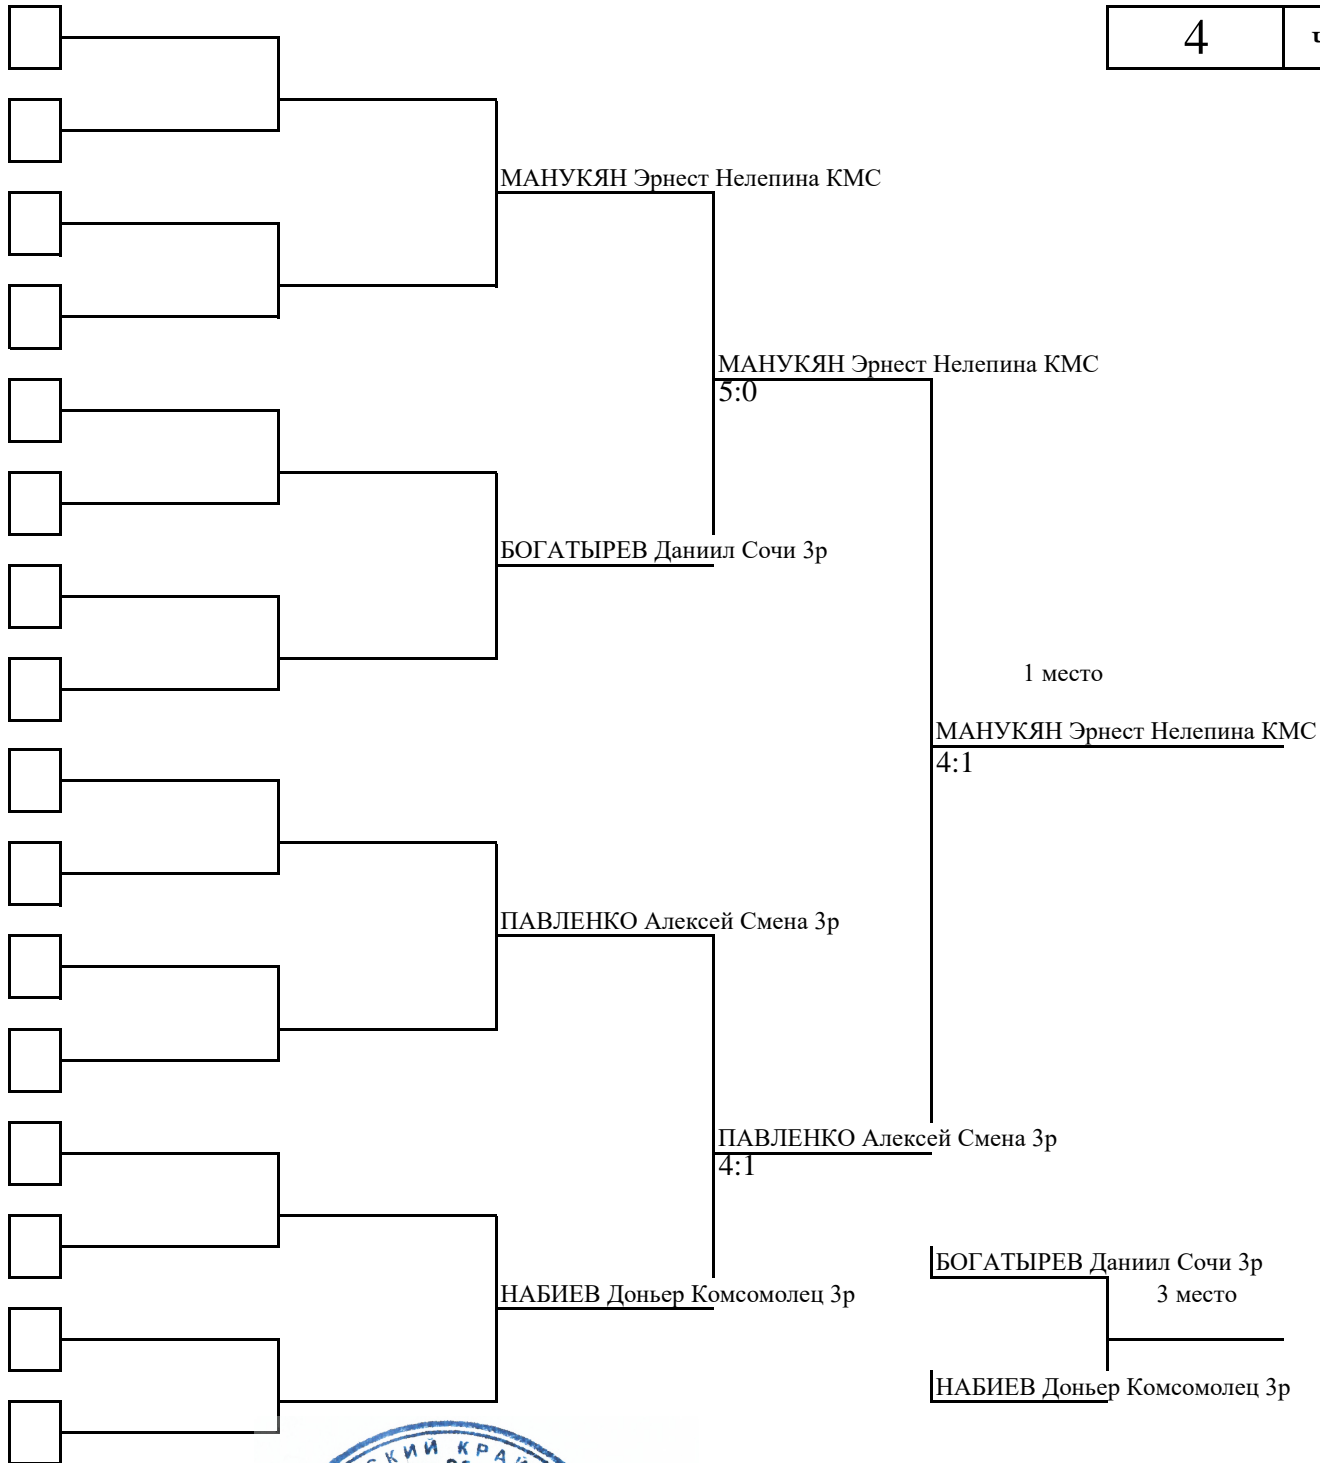 4
МАНУКЯН Эрнест Нелепина КМС
МАНУКЯН Эрнест Нелепина КМС
5:0
БОГАТЫРЕВ Даниил Сочи 3р
1 место
МАНУКЯН Эрнест Нелепина КМС
4:1
ПАВЛЕНКО Алексей Смена 3р
ПАВЛЕНКО Алексей Смена 3р
4:1
БОГАТЫРЕВ Даниил Сочи 3р
НАБИЕВ Доньер Комсомолец 3р
3 место
НАБИЕВ Доньер Комсомолец 3р